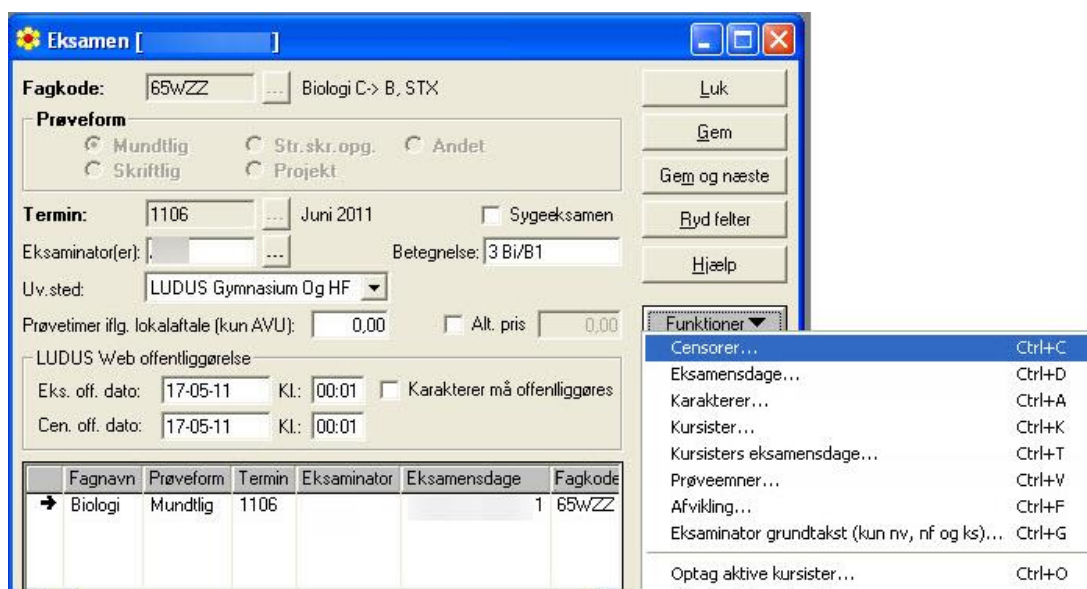 Eksamen [ ]
Fagkode: 65WZZ ... Biologi C-> B, STX
Prøveform
Mundtlig Str.skr.opg. Andet
Skriftlig Projekt
Termin: 1106 ... Juni 2011 Sygeeksamen
Eksaminator(er): ... Betegnelse: 3 Bi/B1
Uv.sted: LUDUS Gymnasium Og HF
Prøvetimer iflg. lokalaftale (kun AVU): 0,00 Alt. pris 0,00
LUDUS Web offentliggørelse
Eks. off. dato: 17-05-11 Kl.: 00:01 Karakterer må offentliggøres
Cen. off. dato: 17-05-11 Kl.: 00:01
Fagnavn Prøveform Termin Eksaminator Eksamensdage Fagkode
Biologi Mundtlig 1106 1 65WZZ
Luk
Gem
Gem og næste
Ryd felter
Hjælp
Funktioner
Censorer... Ctrl+C
Eksamensdage... Ctrl+D
Karakterer... Ctrl+A
Kursister... Ctrl+K
Kursisters eksamensdage... Ctrl+T
Prøveemner... Ctrl+V
Afvikling... Ctrl+F
Eksaminator grundtakst (kun nv, nf og ks)... Ctrl+G
Optag aktive kursister... Ctrl+O